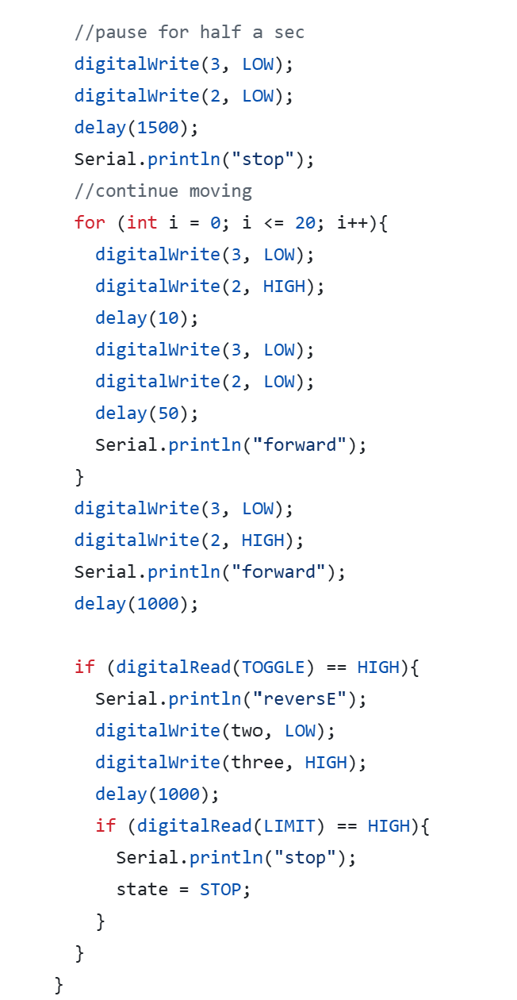 //pause for half a sec
digitalWrite(3, LOW);
digitalWrite(2, LOW);
delay(1500);
Serial.println("stop");
//continue moving
for (int i = 0; i <= 20; i++){
digitalWrite(3, LOW);
digitalWrite(2, HIGH);
delay(10);
digitalWrite(3, LOW);
digitalWrite(2, LOW);
delay(50);
Serial.println("forward");
}
digitalWrite(3, LOW);
digitalWrite(2, HIGH);
Serial.println("forward");
delay(1000);
if (digitalRead(TOGGLE) == HIGH){
Serial.println("reversE");
digitalWrite(two, LOW);
digitalWrite(three, HIGH);
delay(1000);
if (digitalRead(LIMIT) == HIGH){
Serial.println("stop");
state = STOP;
}
}
}